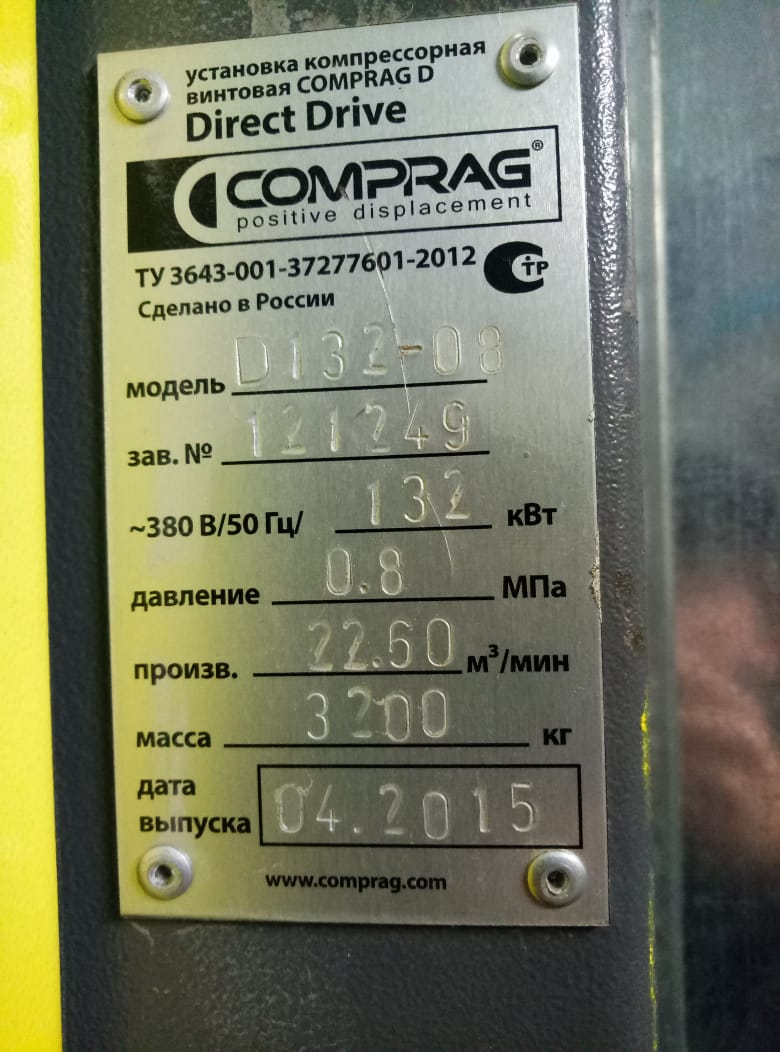 установка компрессорная
винтовая COMPRAG D
Direct Drive
COMPRAG®
positive displacement
ТУ 3643-001-37277601-2012 СТР
Сделано в России
модель D132-08
зав. № 121249
~380 В/50 Гц/ 132 кВт
давление 0.8 МПа
произв. 22.60 м³/мин
масса 3200 кг
дата
выпуска 04.2015
www.comprag.com